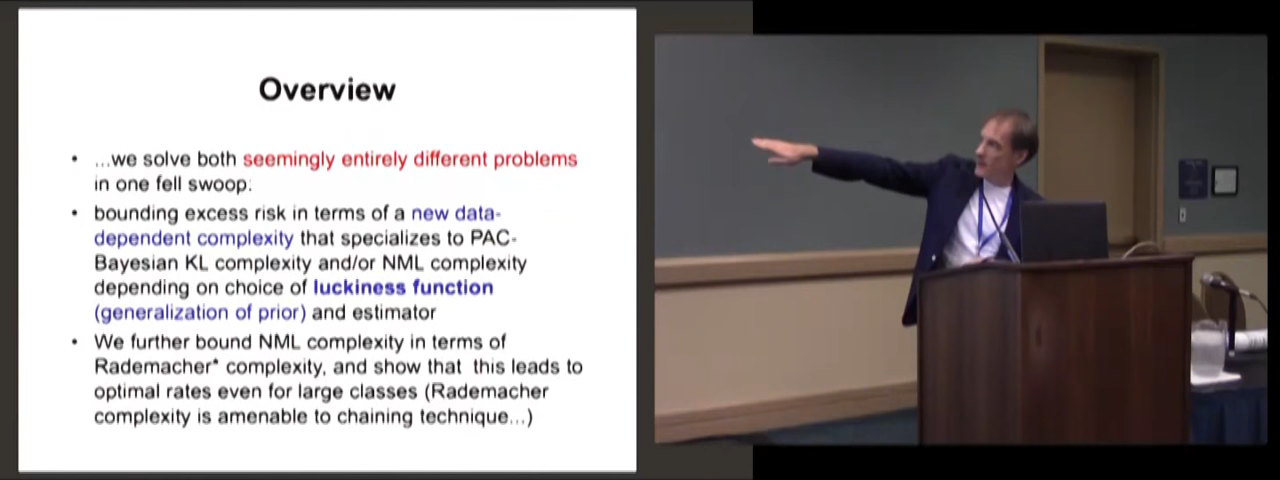 Overview
• ...we solve both seemingly entirely different problems
in one fell swoop:
• bounding excess risk in terms of a new data-
dependent complexity that specializes to PAC-
Bayesian KL complexity and/or NML complexity
depending on choice of luckiness function
(generalization of prior) and estimator
• We further bound NML complexity in terms of
Rademacher* complexity, and show that this leads to
optimal rates even for large classes (Rademacher
complexity is amenable to chaining technique...)